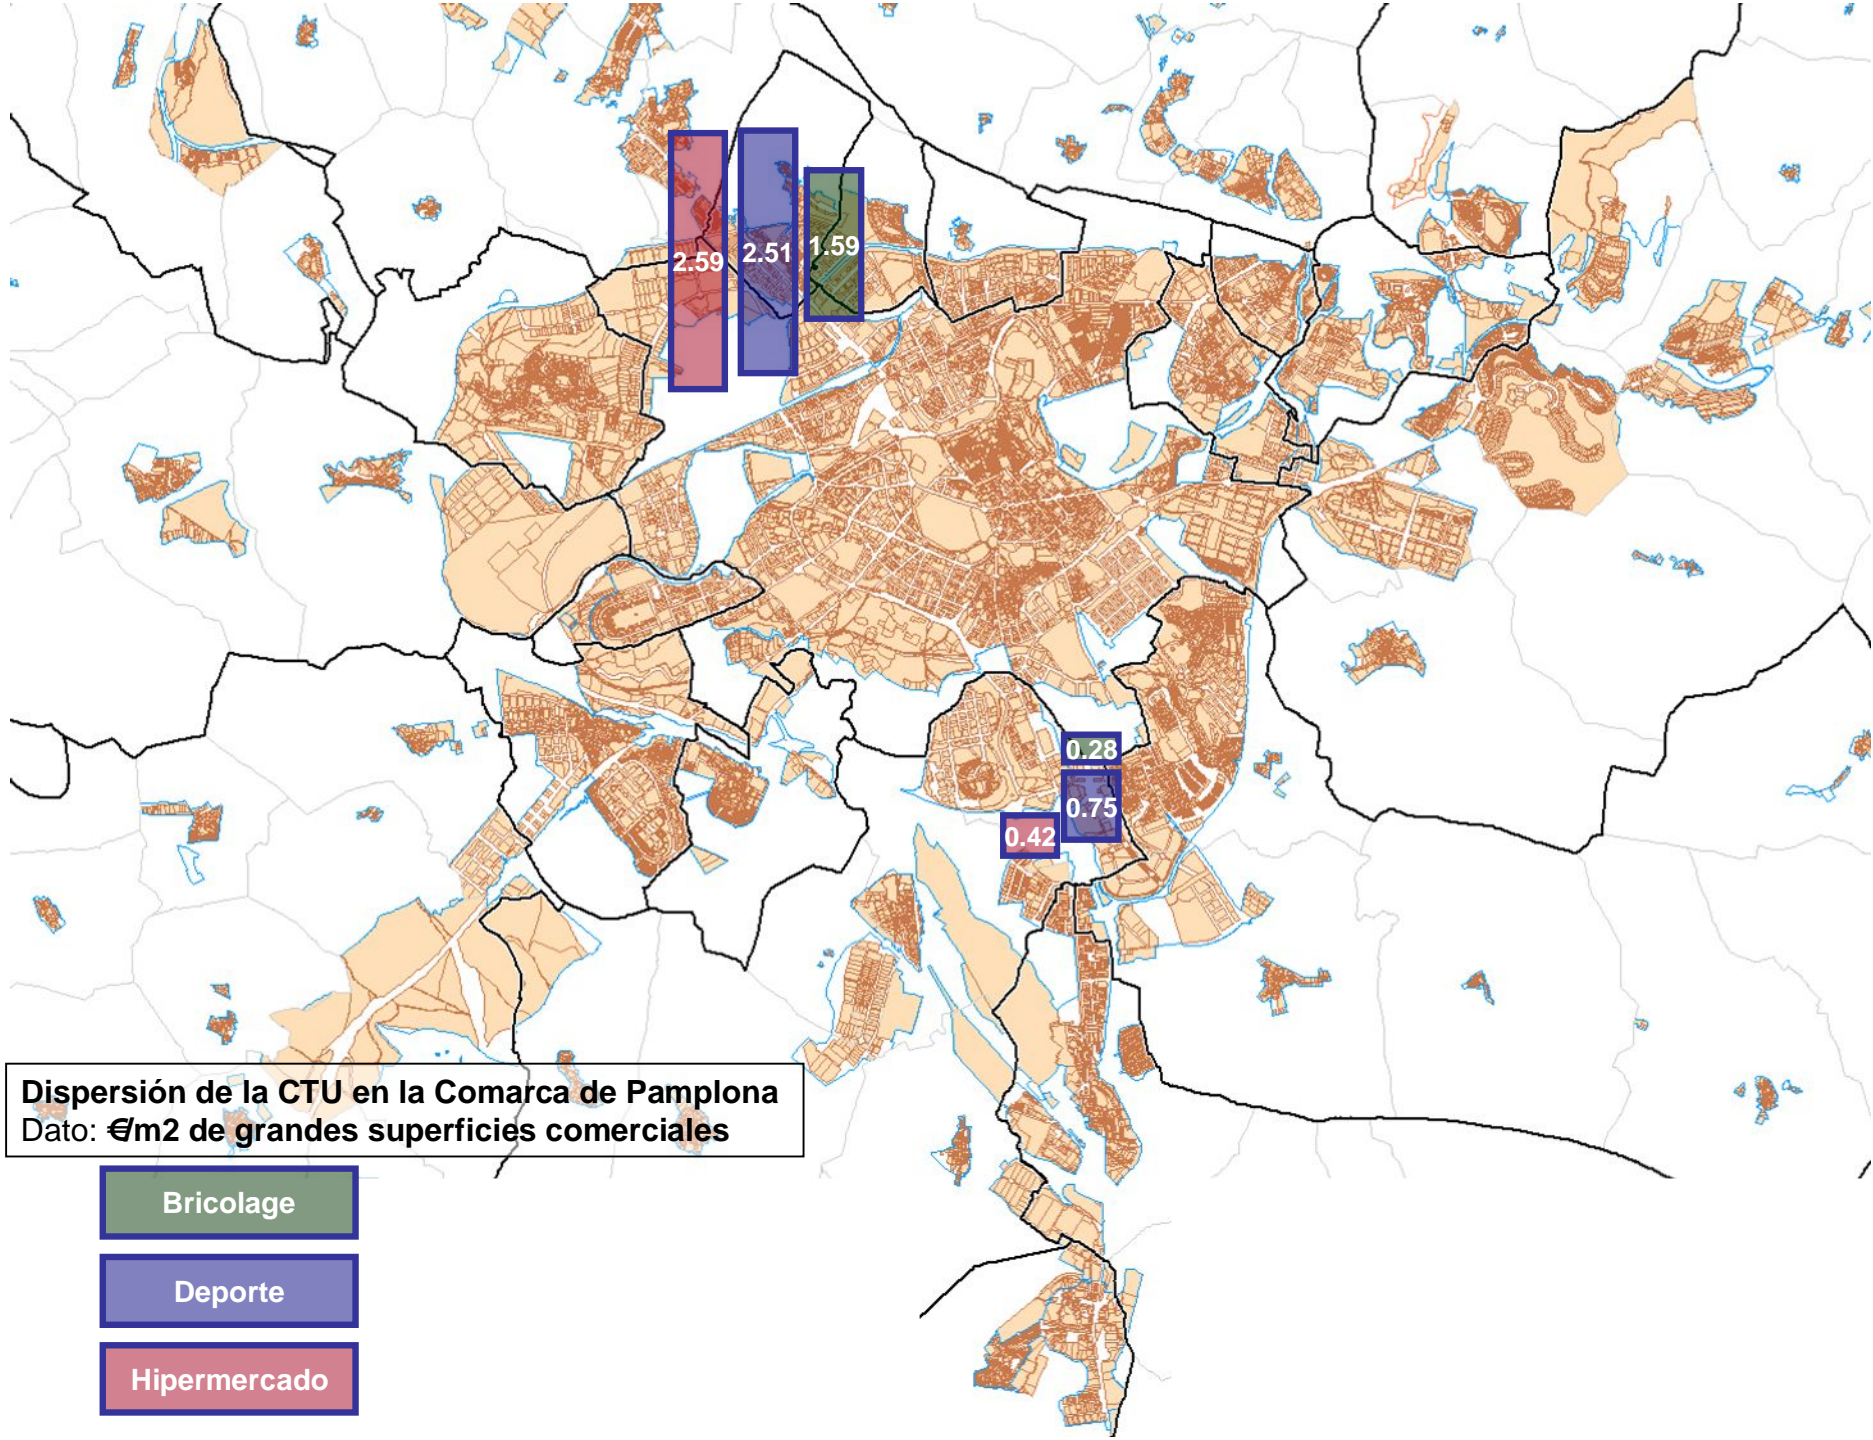 2.59
2.51
1.59
0.28
0.75
0.42
Dispersión de la CTU en la Comarca de Pamplona
Dato: €/m2 de grandes superficies comerciales
Bricolage
Deporte
Hipermercado